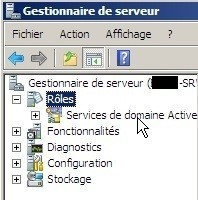 Gestionnaire de serveur
Fichier Action Affichage ?
Gestionnaire de serveur ( -SR
Rôles
Services de domaine Active
Fonctionnalités
Diagnostics
Configuration
Stockage